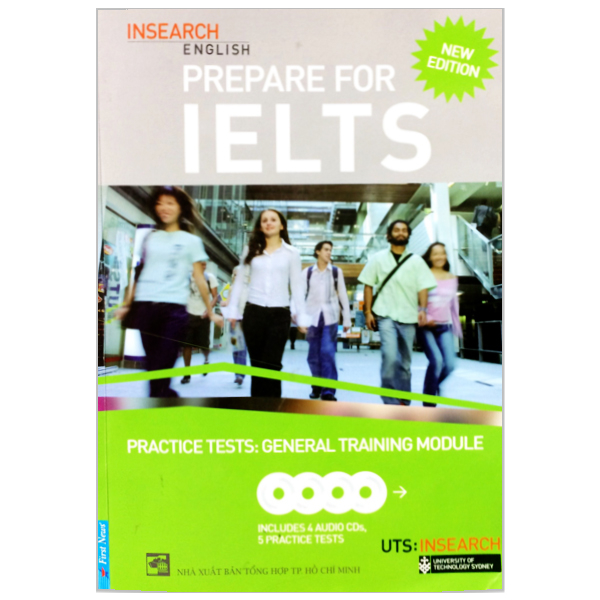 INSEARCH
ENGLISH
NEW
EDITION
PREPARE FOR
IELTS
PRACTICE TESTS: GENERAL TRAINING MODULE
INCLUDES 4 AUDIO CDs,
5 PRACTICE TESTS
UTS:INSEARCH
UNIVERSITY OF
TECHNOLOGY SYDNEY
First News
NHÀ XUẤT BẢN TỔNG HỢP TP. HỒ CHÍ MINH